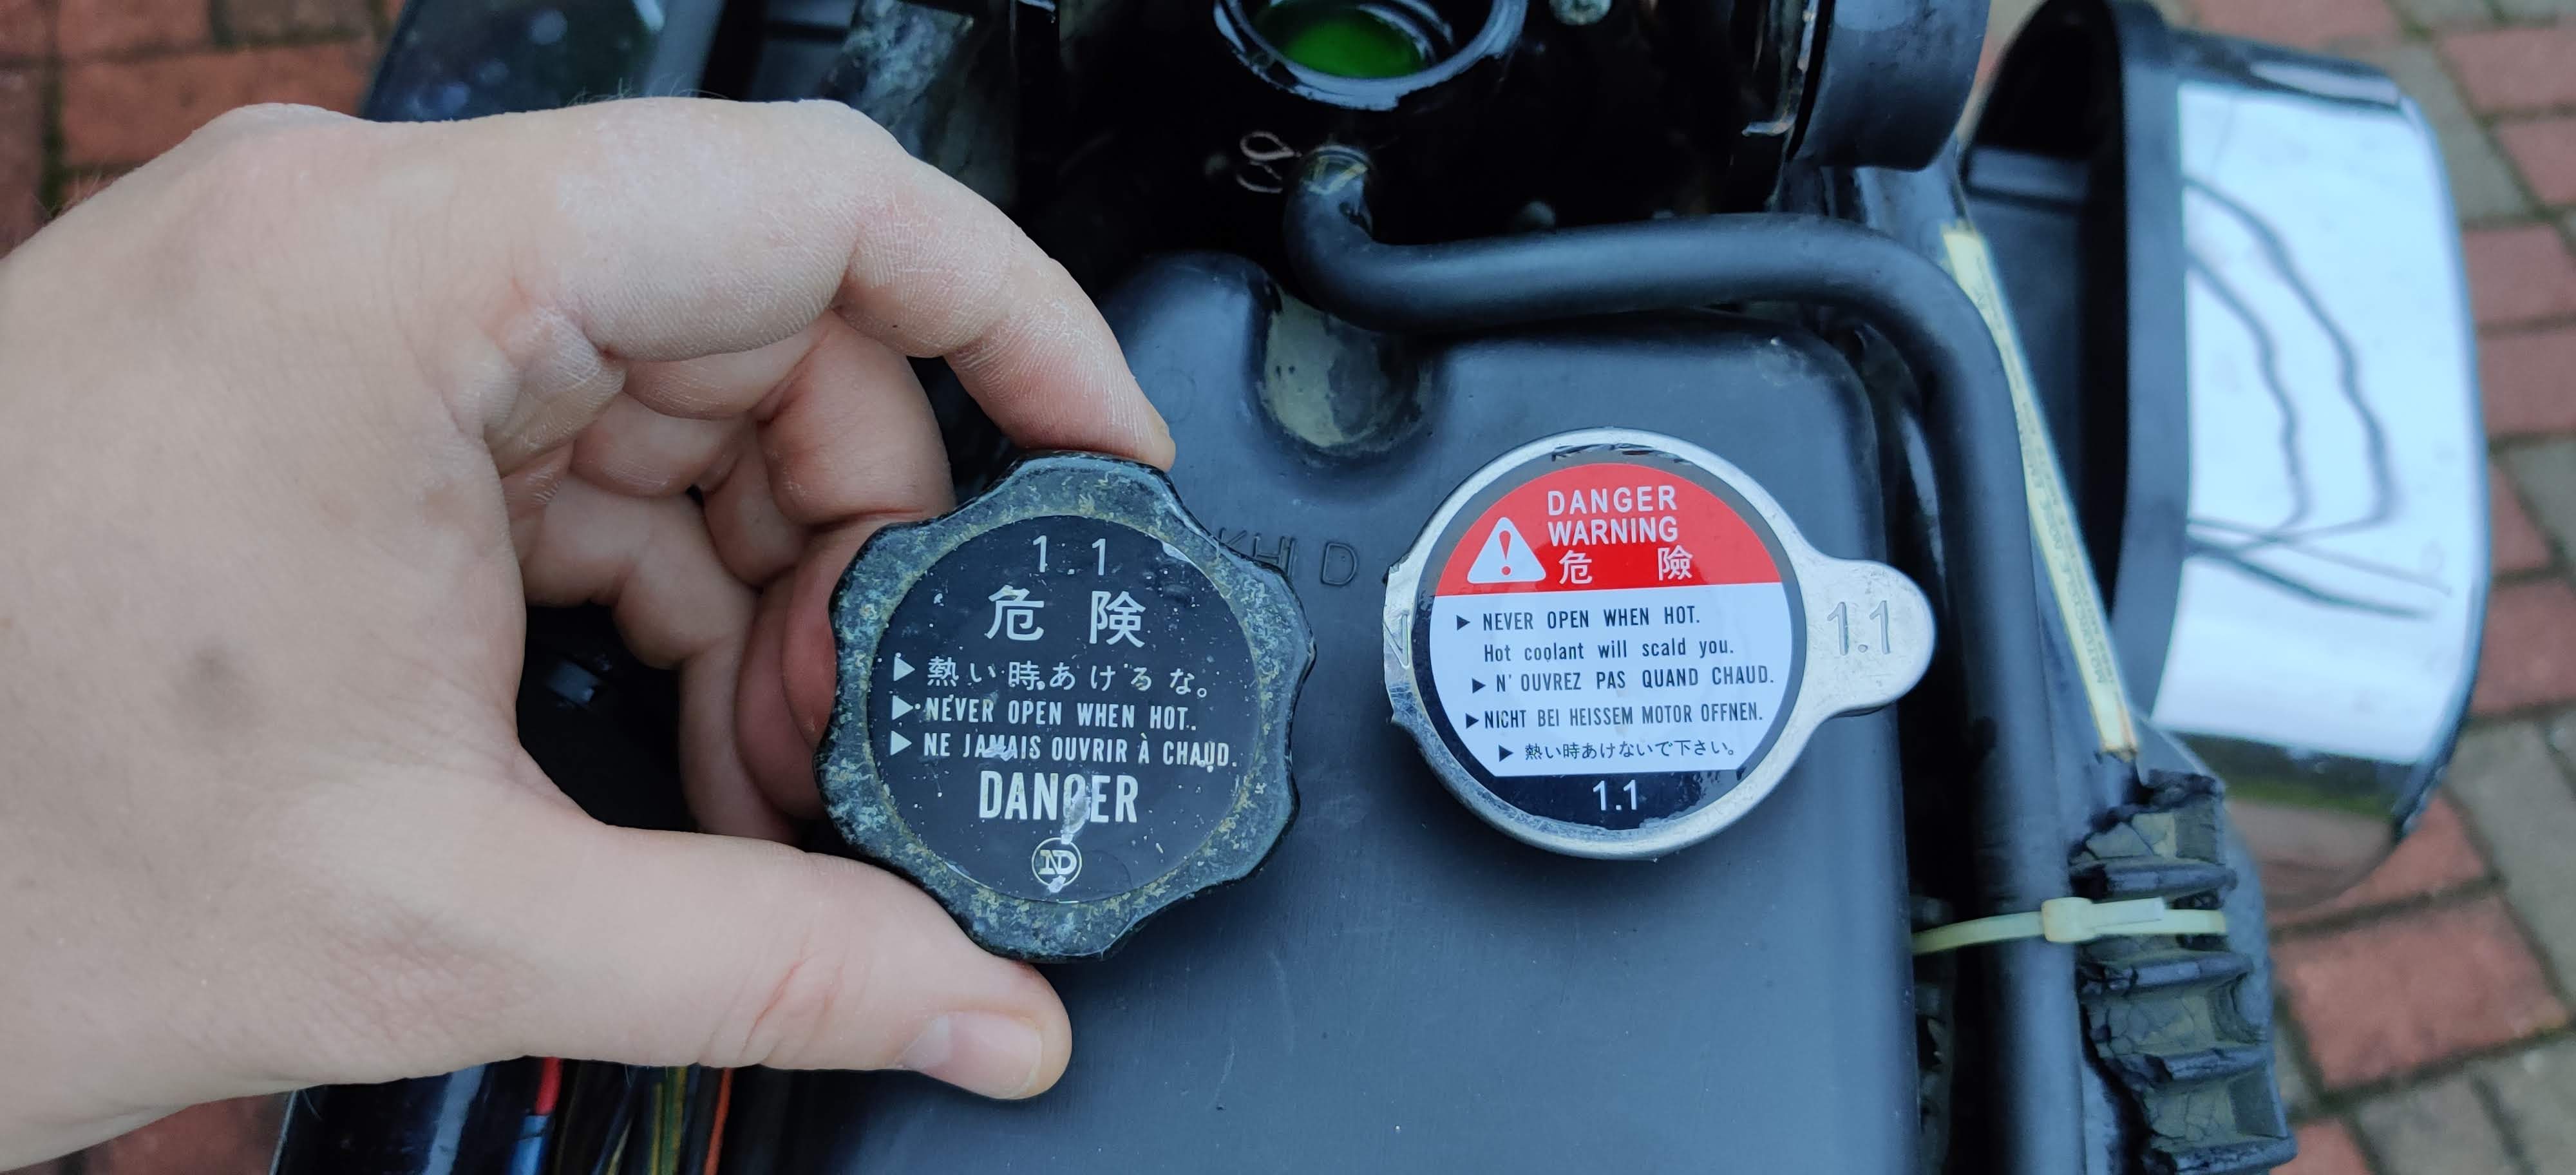 1.1
危 険
▶ 熱い時あけるな。
▶ NEVER OPEN WHEN HOT.
▶ NE JAMAIS OUVRIR À CHAUD.
DANGER
ND
KHI D
DANGER
WARNING
危 險
▶ NEVER OPEN WHEN HOT.
Hot coolant will scald you.
▶ N' OUVREZ PAS QUAND CHAUD.
▶ NICHT BEI HEISSEM MOTOR OFFNEN.
▶ 熱い時あけないで下さい。
1.1
1.1